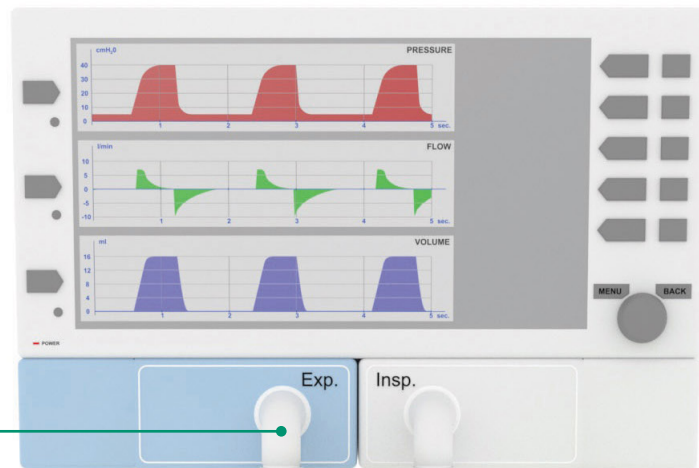 cmH₂O
PRESSURE
40
30
20
10
0
1
2
3
4
5 sec.
l/min
FLOW
10
5
0
-5
-10
1
2
3
4
5 sec.
ml
VOLUME
16
12
8
4
0
1
2
3
4
5 sec.
MENU
BACK
POWER
Exp.
Insp.